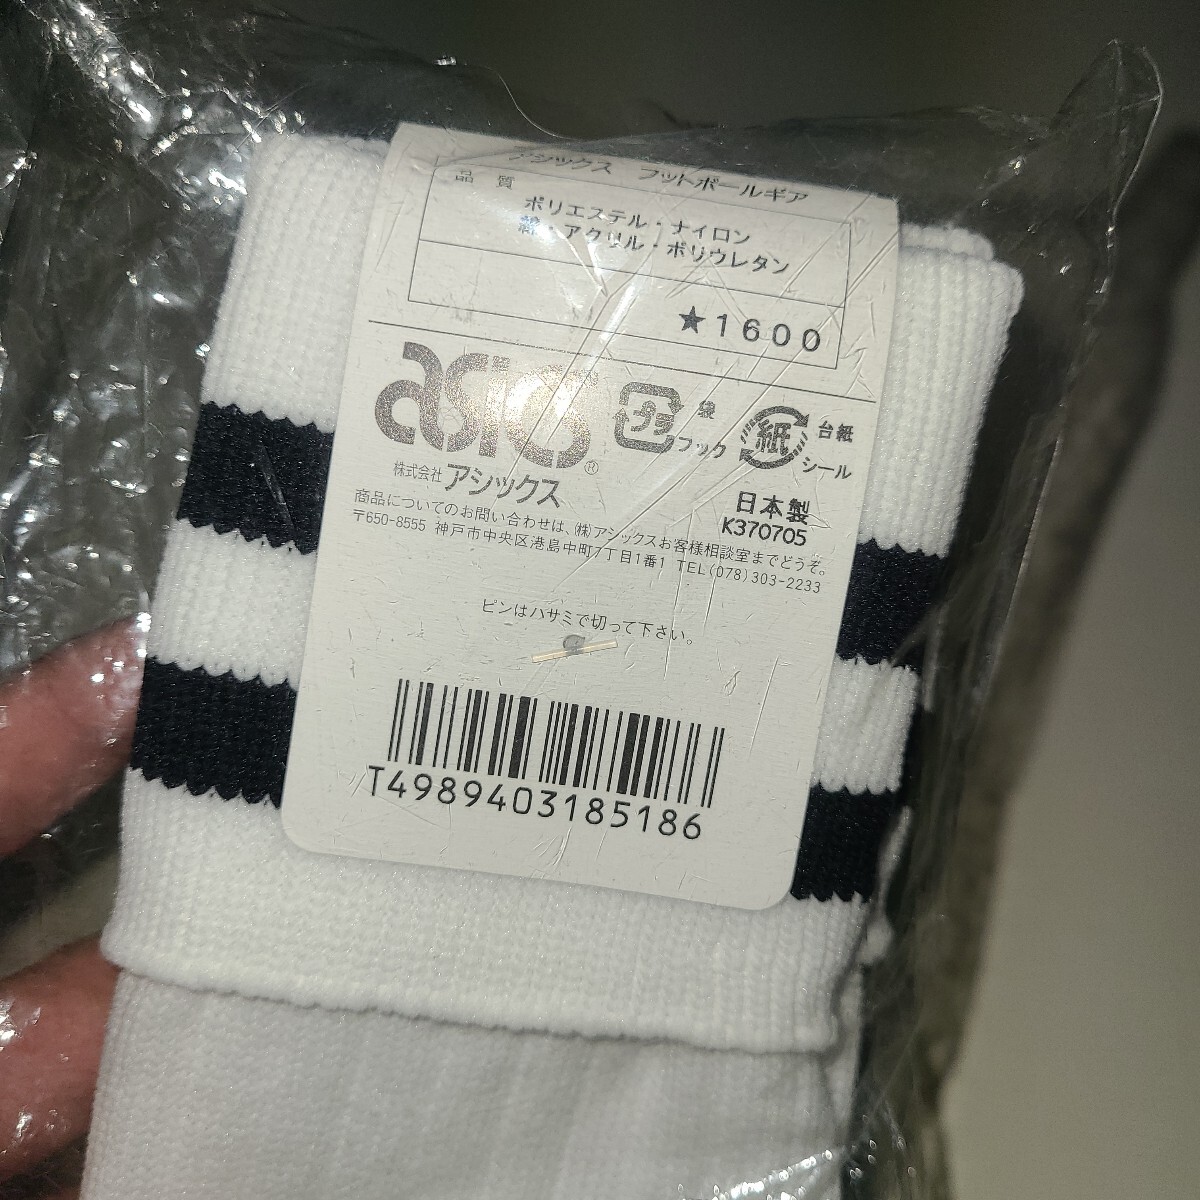 アシックス フットボールギア
品質
ポリエステル・ナイロン
綿・アクリル・ポリウレタン
★1600
asics®
プラ 袋 フック
紙 台紙 シール
株式会社アシックス
日本製
K370705
商品についてのお問い合わせは、(株)アシックスお客様相談室までどうぞ。
〒650-8555 神戸市中央区港島中町7丁目1番1 TEL(078)303-2233
ピンはハサミで切って下さい。
T4989403185186